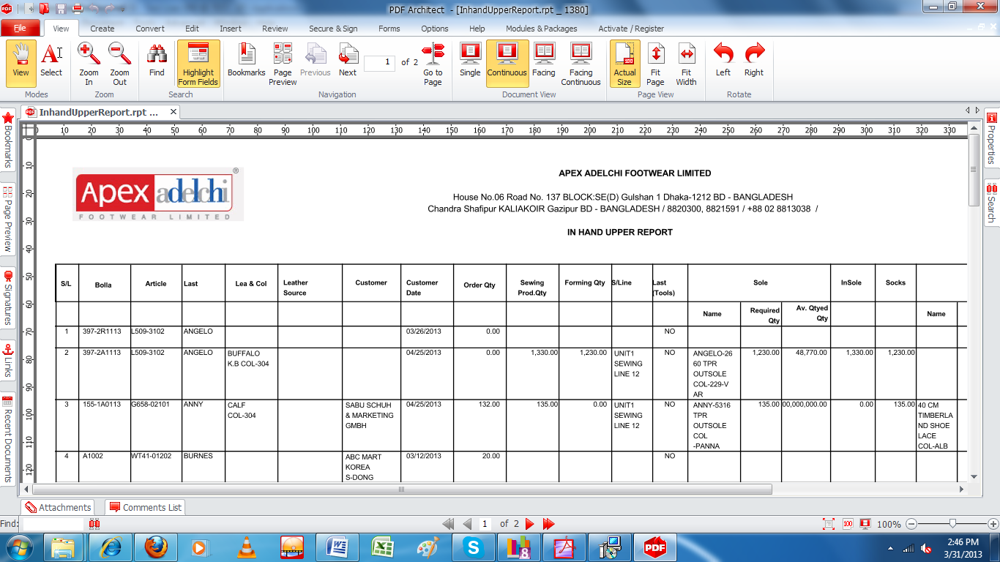 PDF Architect - [InhandUpperReport.rpt _ 1380]
File View Create Convert Edit Insert Review Secure & Sign Forms Options Help Modules & Packages Activate / Register
View Select Zoom In Zoom Out Find Highlight Form Fields Bookmarks Page Preview Previous Next 1 of 2 Go to Page Single Continuous Facing Facing Continuous Actual Size Fit Page Fit Width Left Right
Modes Zoom Search Navigation Document View Page View Rotate
InhandUpperReport.rpt ...
10 20 30 40 50 60 70 80 90 100 110 120 130 140 150 160 170 180 190 200 210 220 230 240 250 260 270 280 290 300 310 320 330
10 20 30 40 50 60 70 80 90 100 110 120
Bookmarks
Page Preview
Signatures
Links
Recent Documents
Properties
Search
Apex adelchi ®
FOOTWEAR LIMITED
APEX ADELCHI FOOTWEAR LIMITED
House No.06 Road No. 137 BLOCK:SE(D) Gulshan 1 Dhaka-1212 BD - BANGLADESH
Chandra Shafipur KALIAKOIR Gazipur BD - BANGLADESH / 8820300, 8821591 / +88 02 8813038 /
IN HAND UPPER REPORT
S/L Bolla Article Last Lea & Col Leather Source Customer Customer Date Order Qty Sewing Prod.Qty Forming Qty S/Line Last (Tools) Sole InSole Socks
Name Required Qty Av. Qtyed Qty Name
1 397-2R1113 L509-3102 ANGELO 03/26/2013 0.00 NO
2 397-2A1113 L509-3102 ANGELO BUFFALO K.B COL-304 04/25/2013 0.00 1,330.00 1,230.00 UNIT1 SEWING LINE 12 NO ANGELO-26 60 TPR OUTSOLE COL-229-V AR 1,230.00 48,770.00 1,330.00 1,230.00
3 155-1A0113 G658-02101 ANNY CALF COL-304 SABU SCHUH & MARKETING GMBH 04/25/2013 132.00 135.00 0.00 UNIT1 SEWING LINE 12 NO ANNY-5316 TPR OUTSOLE COL -PANNA 135.00 00,000,000.00 0.00 135.00 40 CM TIMBERLA ND SHOE LACE COL-ALB
4 A1002 WT41-01202 BURNES ABC MART KOREA S-DONG 03/12/2013 20.00 NO
Attachments Comments List
Find: 1 of 2 100 100%
2:46 PM
3/31/2013